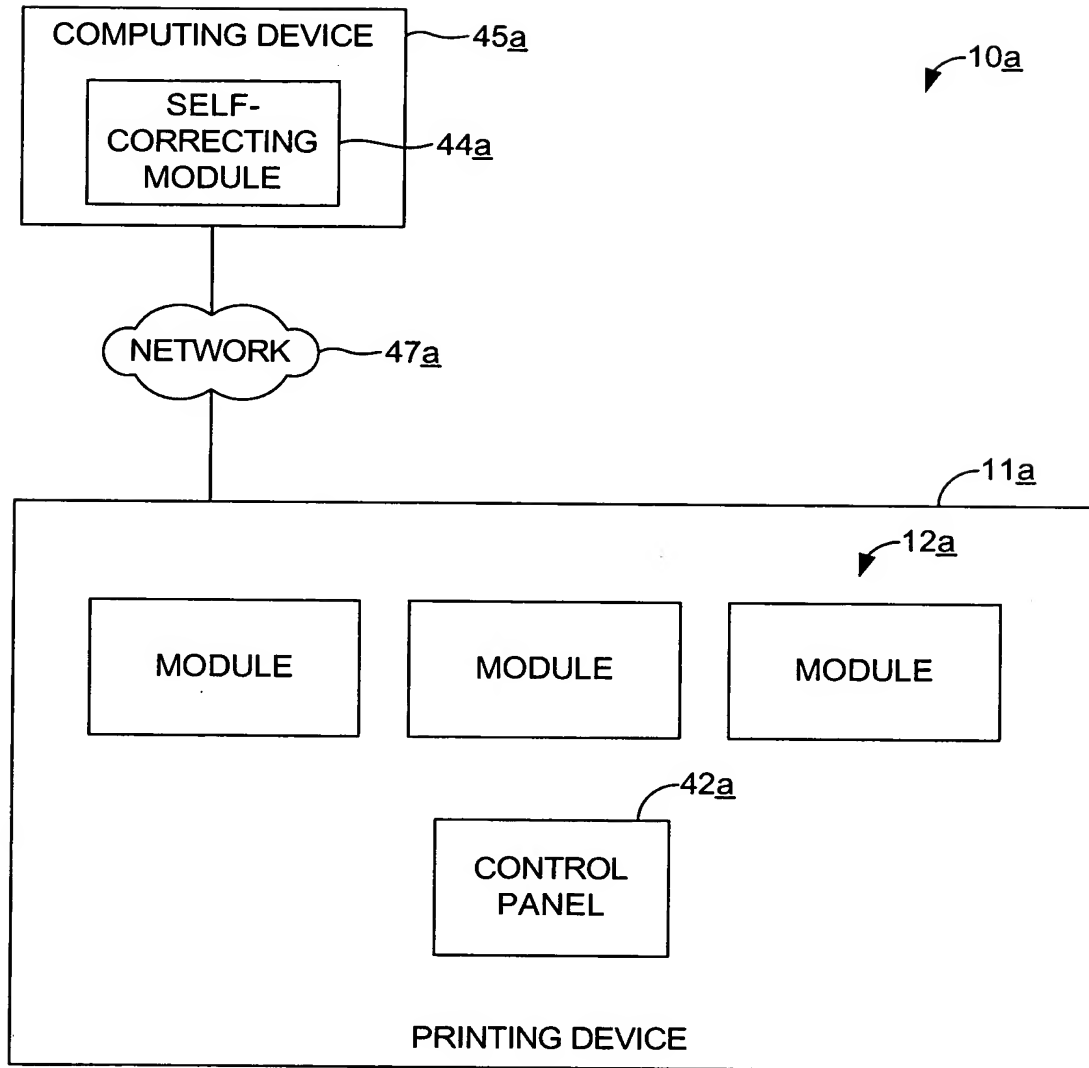 COMPUTING DEVICE
45a
10a
SELF-
CORRECTING
MODULE
44a
NETWORK
47a
11a
12a
MODULE
MODULE
MODULE
42a
CONTROL
PANEL
PRINTING DEVICE